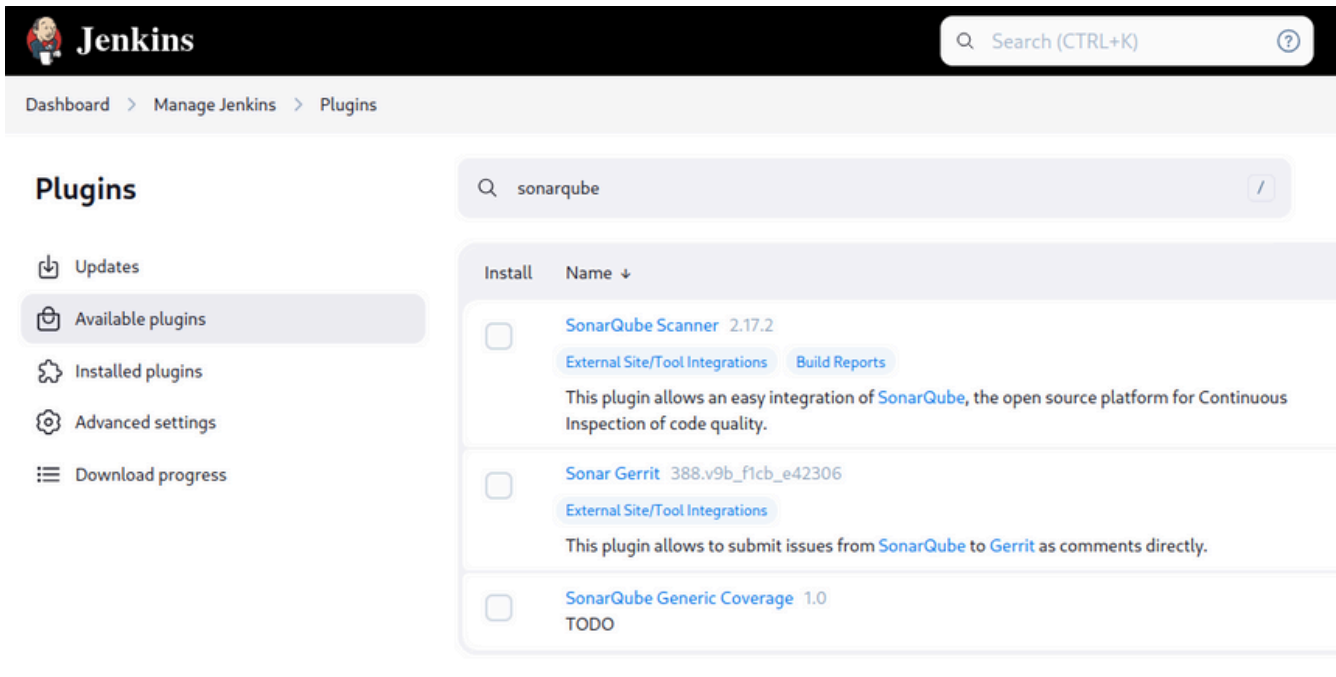 Jenkins
Search (CTRL+K)
?
Dashboard > Manage Jenkins > Plugins
Plugins
Updates
Available plugins
Installed plugins
Advanced settings
Download progress
sonarqube
/
Install Name ↓
SonarQube Scanner 2.17.2
External Site/Tool Integrations Build Reports
This plugin allows an easy integration of SonarQube, the open source platform for Continuous
Inspection of code quality.
Sonar Gerrit 388.v9b_f1cb_e42306
External Site/Tool Integrations
This plugin allows to submit issues from SonarQube to Gerrit as comments directly.
SonarQube Generic Coverage 1.0
TODO